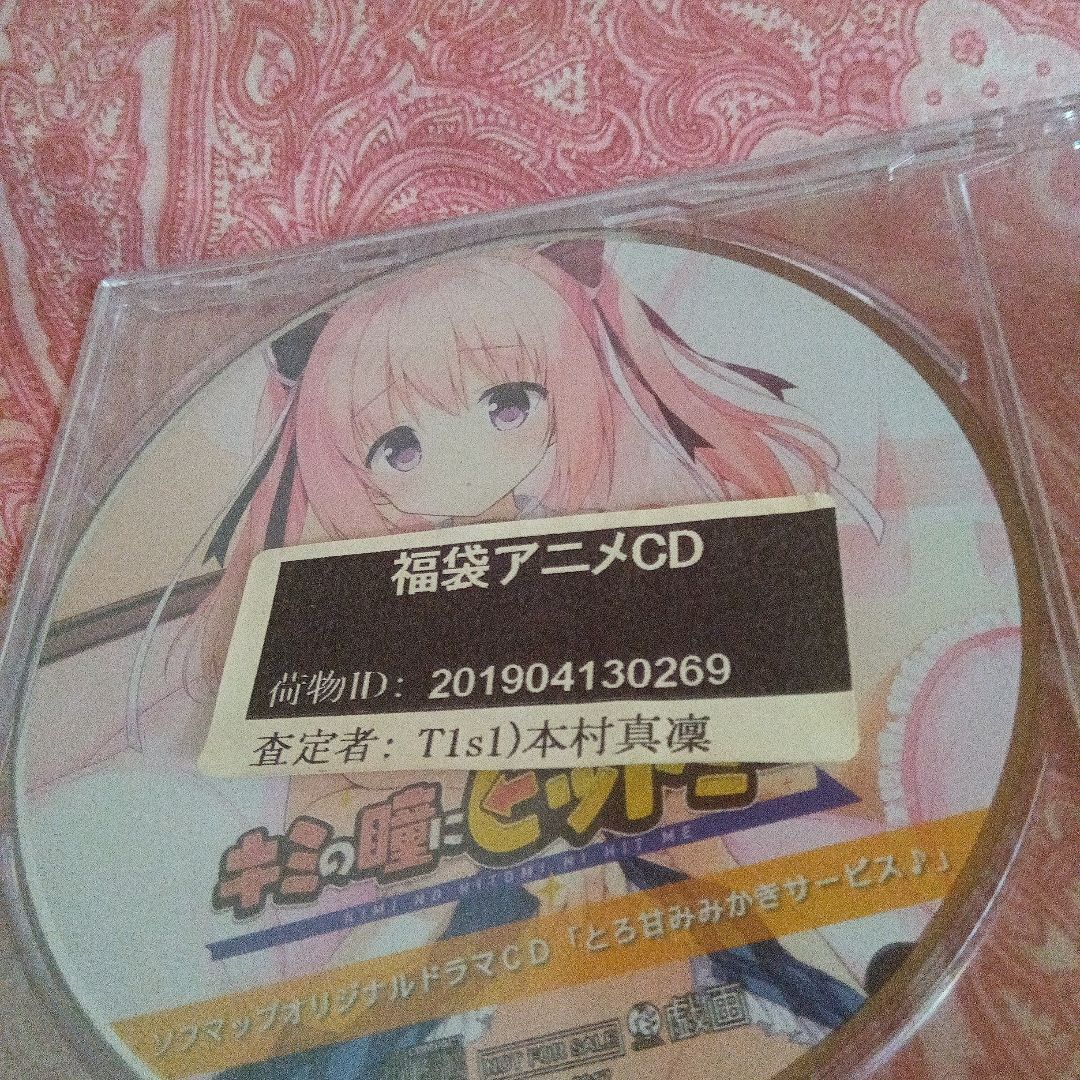 福袋アニメCD
荷物ID: 201904130269
査定者: T1s1)本村真凜
キミの瞳にヒットミー
KIMI NO HITOMI NI HIT ME
ソフマップオリジナルドラマCD「とろ甘みみかきサービス♪」
NOT FOR SALE
戯画